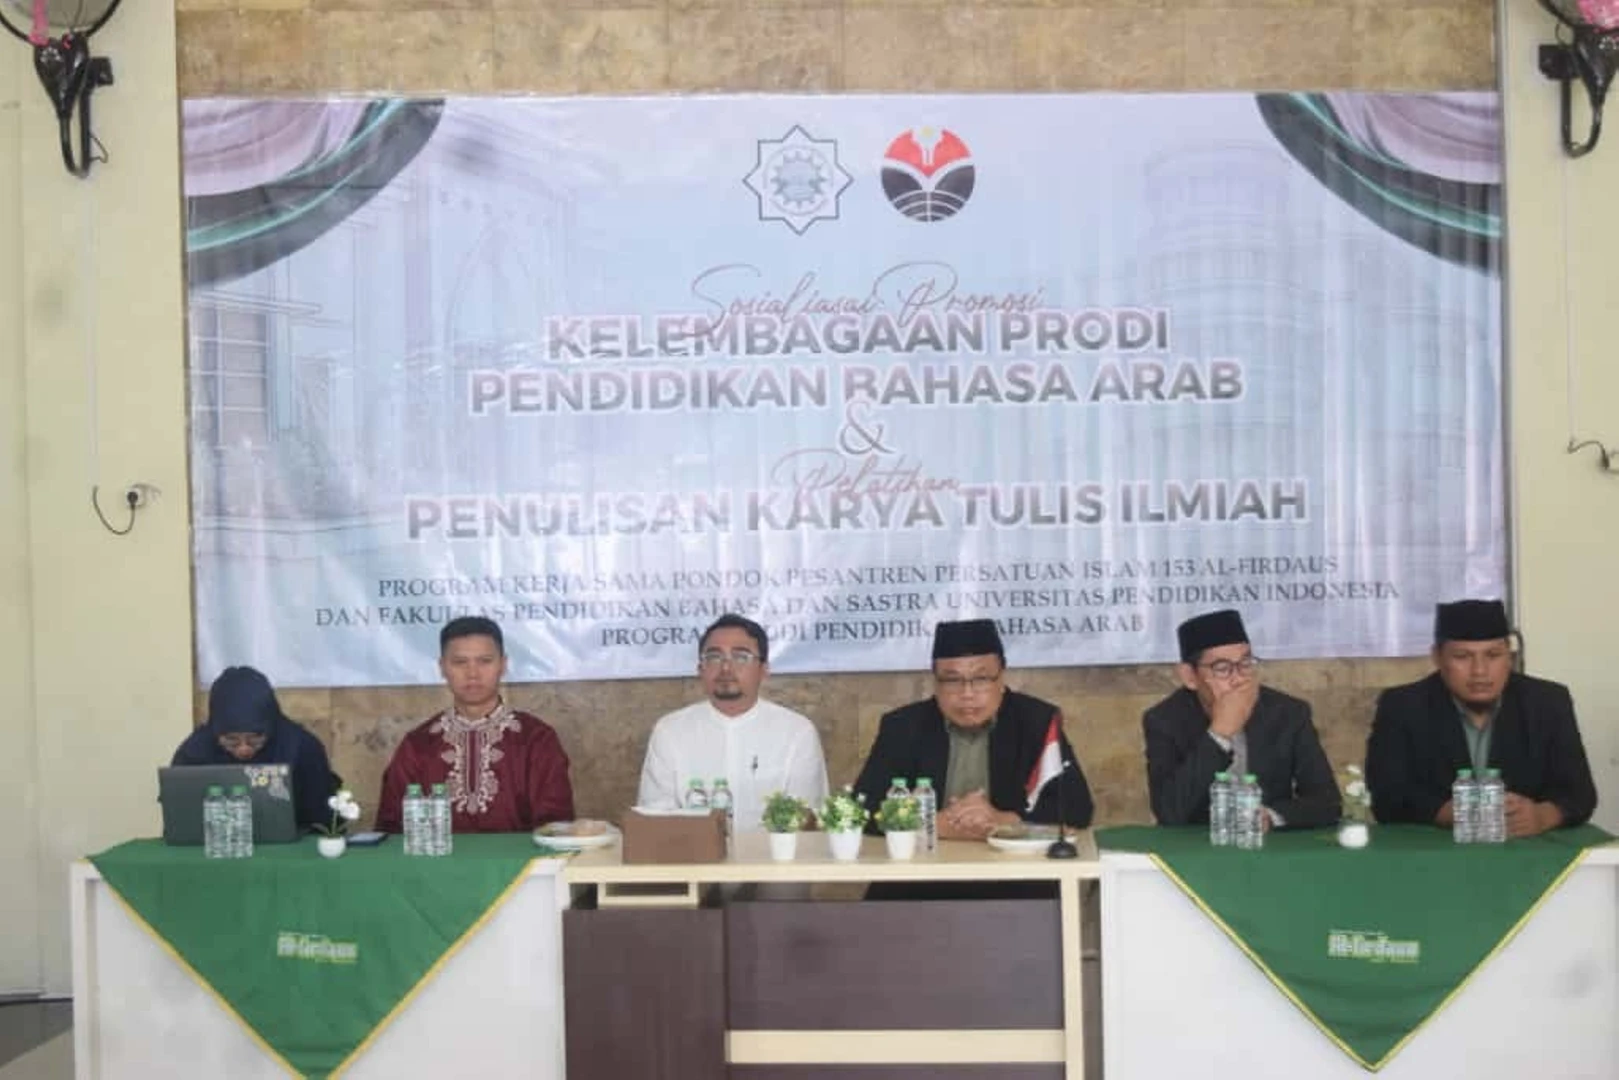 Sosialiasai Promosi
KELEMBAGAAN PRODI
PENDIDIKAN BAHASA ARAB
&
Pelatihan
PENULISAN KARYA TULIS ILMIAH
PROGRAM KERJA SAMA PONDOK PESANTREN PERSATUAN ISLAM 153 AL-FIRDAUS
DAN FAKULTAS PENDIDIKAN BAHASA DAN SASTRA UNIVERSITAS PENDIDIKAN INDONESIA
PROGRAM PRODI PENDIDIKAN BAHASA ARAB
Al-Firdaus
Al-Firdaus